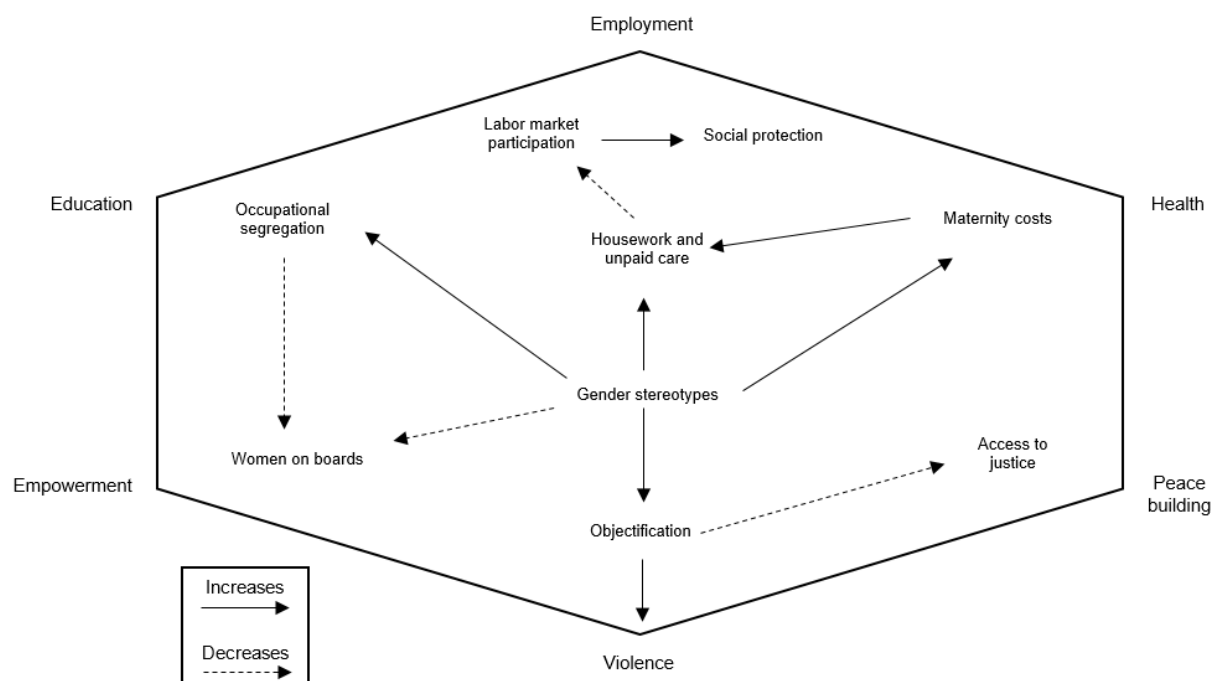 Employment
Labor market
participation
Social protection
Education
Health
Occupational
segregation
Maternity costs
Housework and
unpaid care
Gender stereotypes
Women on boards
Access to
justice
Empowerment
Peace
building
Objectification
Increases
Decreases
Violence